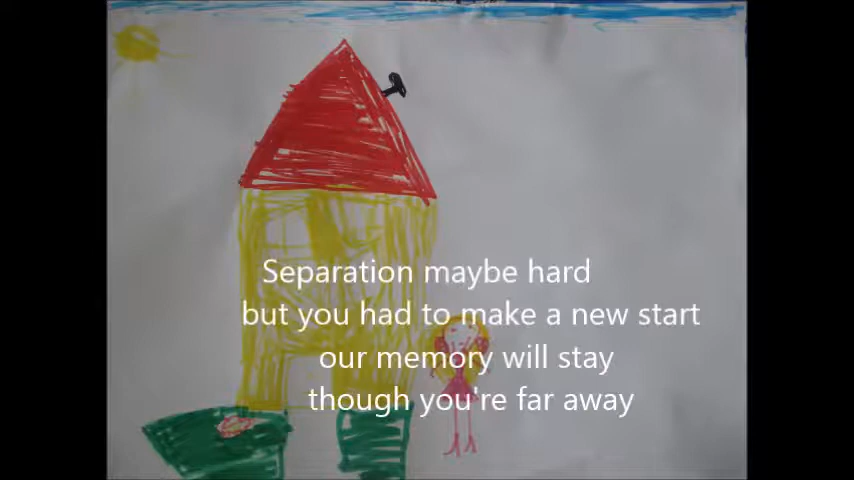 Separation maybe hard
but you had to make a new start
our memory will stay
though you're far away